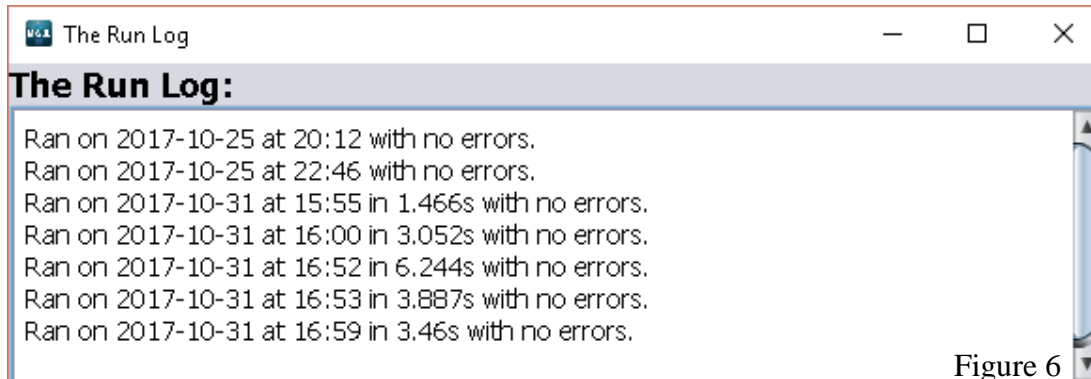 The Run Log
The Run Log:
Ran on 2017-10-25 at 20:12 with no errors.
Ran on 2017-10-25 at 22:46 with no errors.
Ran on 2017-10-31 at 15:55 in 1.466s with no errors.
Ran on 2017-10-31 at 16:00 in 3.052s with no errors.
Ran on 2017-10-31 at 16:52 in 6.244s with no errors.
Ran on 2017-10-31 at 16:53 in 3.887s with no errors.
Ran on 2017-10-31 at 16:59 in 3.46s with no errors.
Figure 6